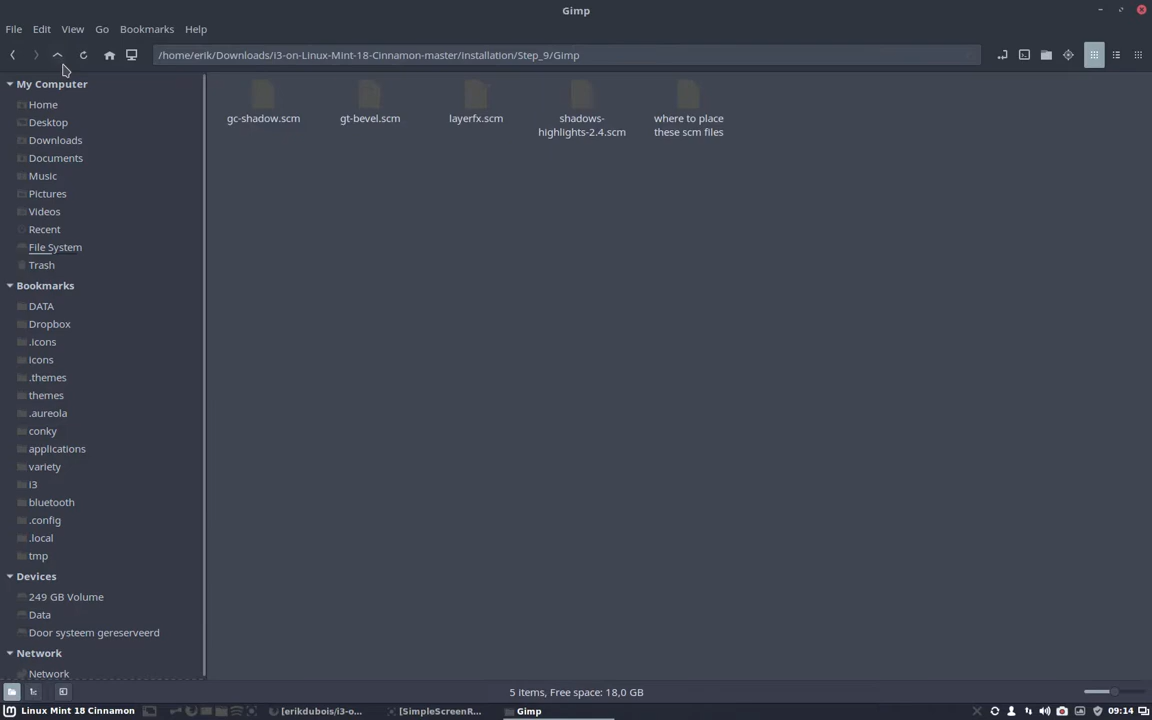 Gimp
File Edit View Go Bookmarks Help
/home/erik/Downloads/i3-on-Linux-Mint-18-Cinnamon-master/Installation/Step_9/Gimp
My Computer
Home
Desktop
Downloads
Documents
Music
Pictures
Videos
Recent
File System
Trash
Bookmarks
DATA
Dropbox
.icons
icons
.themes
themes
.aureola
conky
applications
variety
i3
bluetooth
.config
.local
tmp
Devices
249 GB Volume
Data
Door systeem gereserveerd
Network
Network
gc-shadow.scm
gt-bevel.scm
layerfx.scm
shadows-
highlights-2.4.scm
where to place
these scm files
5 items, Free space: 18,0 GB
Linux Mint 18 Cinnamon
[erikdubois/i3-o...
[SimpleScreenR...
Gimp
09:14